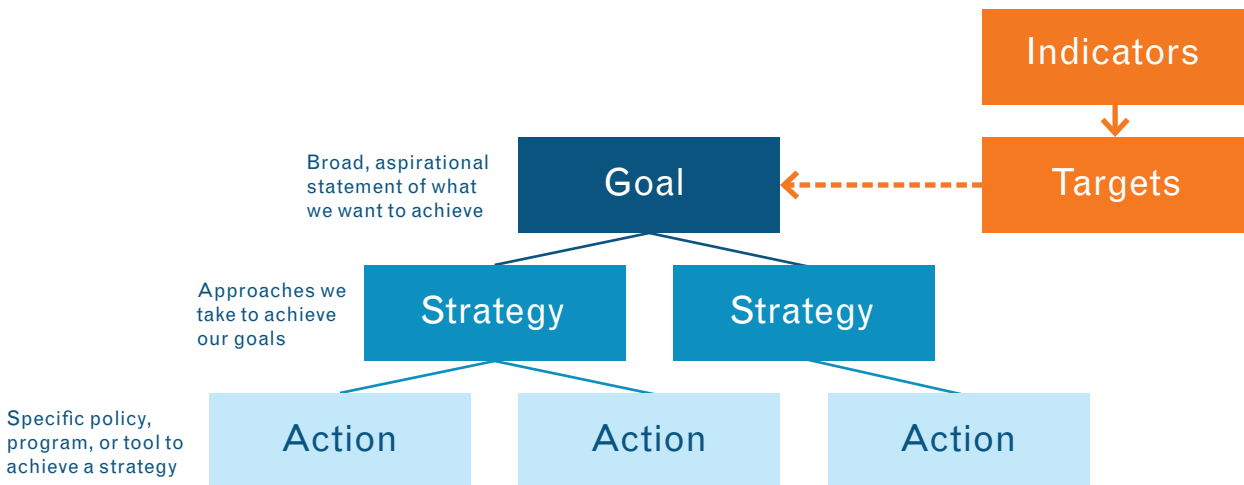 Indicators
Broad, aspirational
statement of what
we want to achieve
Goal
Targets
Approaches we
take to achieve
our goals
Strategy
Strategy
Specific policy,
program, or tool to
achieve a strategy
Action
Action
Action